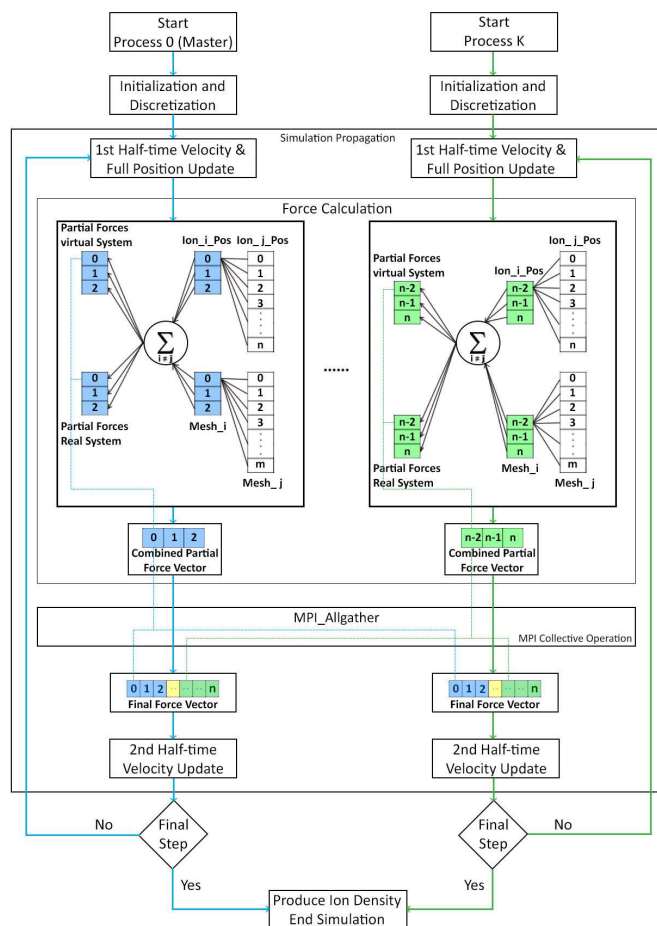 Start
Process 0 (Master)
Start
Process K
Initialization and
Discretization
Initialization and
Discretization
Simulation Propagation
1st Half-time Velocity &
Full Position Update
1st Half-time Velocity &
Full Position Update
Force Calculation
Partial Forces
virtual System
Ion_i_Pos
Ion_j_Pos
0
1
2
0
1
2
0
1
2
3
n
∑
i ≠ j
0
1
2
0
1
2
0
1
2
3
m
Partial Forces
Real System
Mesh_i
Mesh_j
......
Partial Forces
virtual System
Ion_i_Pos
Ion_j_Pos
n-2
n-1
n
n-2
n-1
n
0
1
2
3
n
∑
i ≠ j
n-2
n-1
n
n-2
n-1
n
0
1
2
3
m
Partial Forces
Real System
Mesh_i
Mesh_j
0 1 2
Combined Partial
Force Vector
n-2 n-1 n
Combined Partial
Force Vector
MPI_Allgather
MPI Collective Operation
0 1 2 ·· ·· ·· n
Final Force Vector
0 1 2 ·· ·· ·· n
Final Force Vector
2nd Half-time
Velocity Update
2nd Half-time
Velocity Update
No
Final
Step
Final
Step
No
Yes
Yes
Produce Ion Density
End Simulation